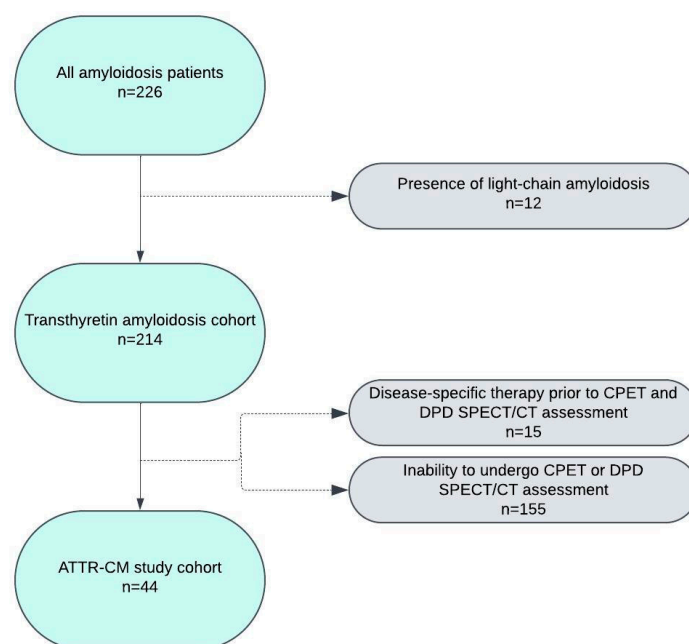 All amyloidosis patients
n=226
Presence of light-chain amyloidosis
n=12
Transthyretin amyloidosis cohort
n=214
Disease-specific therapy prior to CPET and
DPD SPECT/CT assessment
n=15
Inability to undergo CPET or DPD
SPECT/CT assessment
n=155
ATTR-CM study cohort
n=44